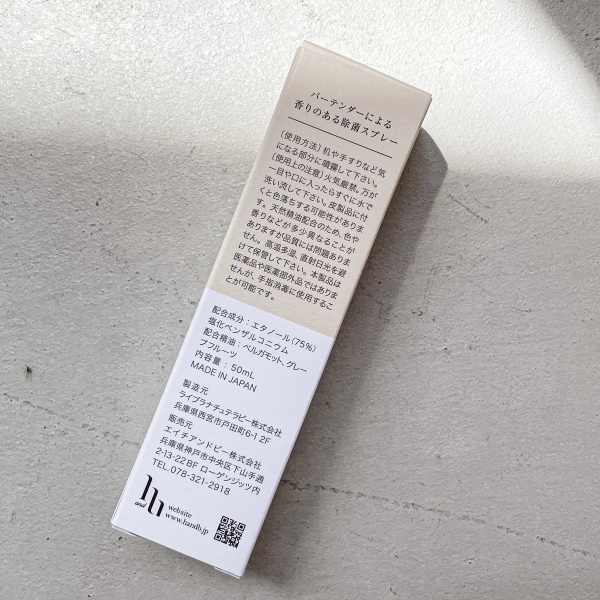 バーテンダーによる
香りのある除菌スプレー
〔使用方法〕机や手すりなど気
になる部分に噴霧して下さい。
〔使用上の注意〕火気厳禁。万が
一目や口に入ったらすぐに水で
洗い流して下さい。皮製品に付
くと色落ちする可能性がありま
す。天然精油配合のため、色や
香りなどが多少異なることが
ありますが品質には問題ありま
せん。高温多湿、直射日光を避
けて保管して下さい。本製品は
医薬品や医薬部外品ではありま
せんが、手指消毒に使用するこ
とが可能です。
配合成分：エタノール（75％）
塩化ベンザルコニウム
配合精油：ベルガモット、グレー
プフルーツ
内容量：50mL
MADE IN JAPAN
製造元
ライブラナチュテラピー株式会社
兵庫県西宮市戸田町6-1 2F
販売元
エイチアンドビー株式会社
兵庫県神戸市中央区下山手通
2-13-22 BF ローゲンジッツ内
TEL.078-321-2918
h and b
website
www.handb.jp